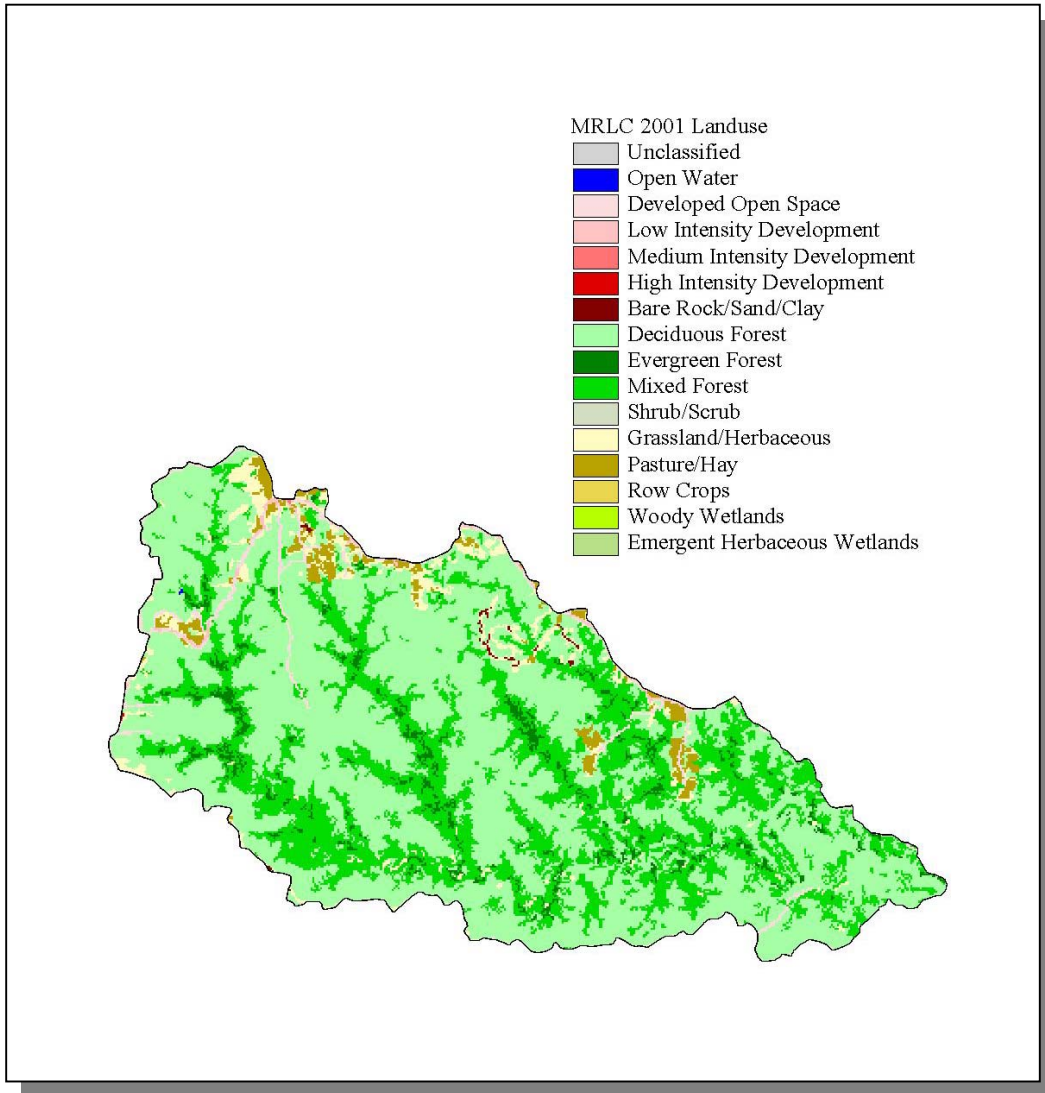 MRLC 2001 Landuse
Unclassified
Open Water
Developed Open Space
Low Intensity Development
Medium Intensity Development
High Intensity Development
Bare Rock/Sand/Clay
Deciduous Forest
Evergreen Forest
Mixed Forest
Shrub/Scrub
Grassland/Herbaceous
Pasture/Hay
Row Crops
Woody Wetlands
Emergent Herbaceous Wetlands